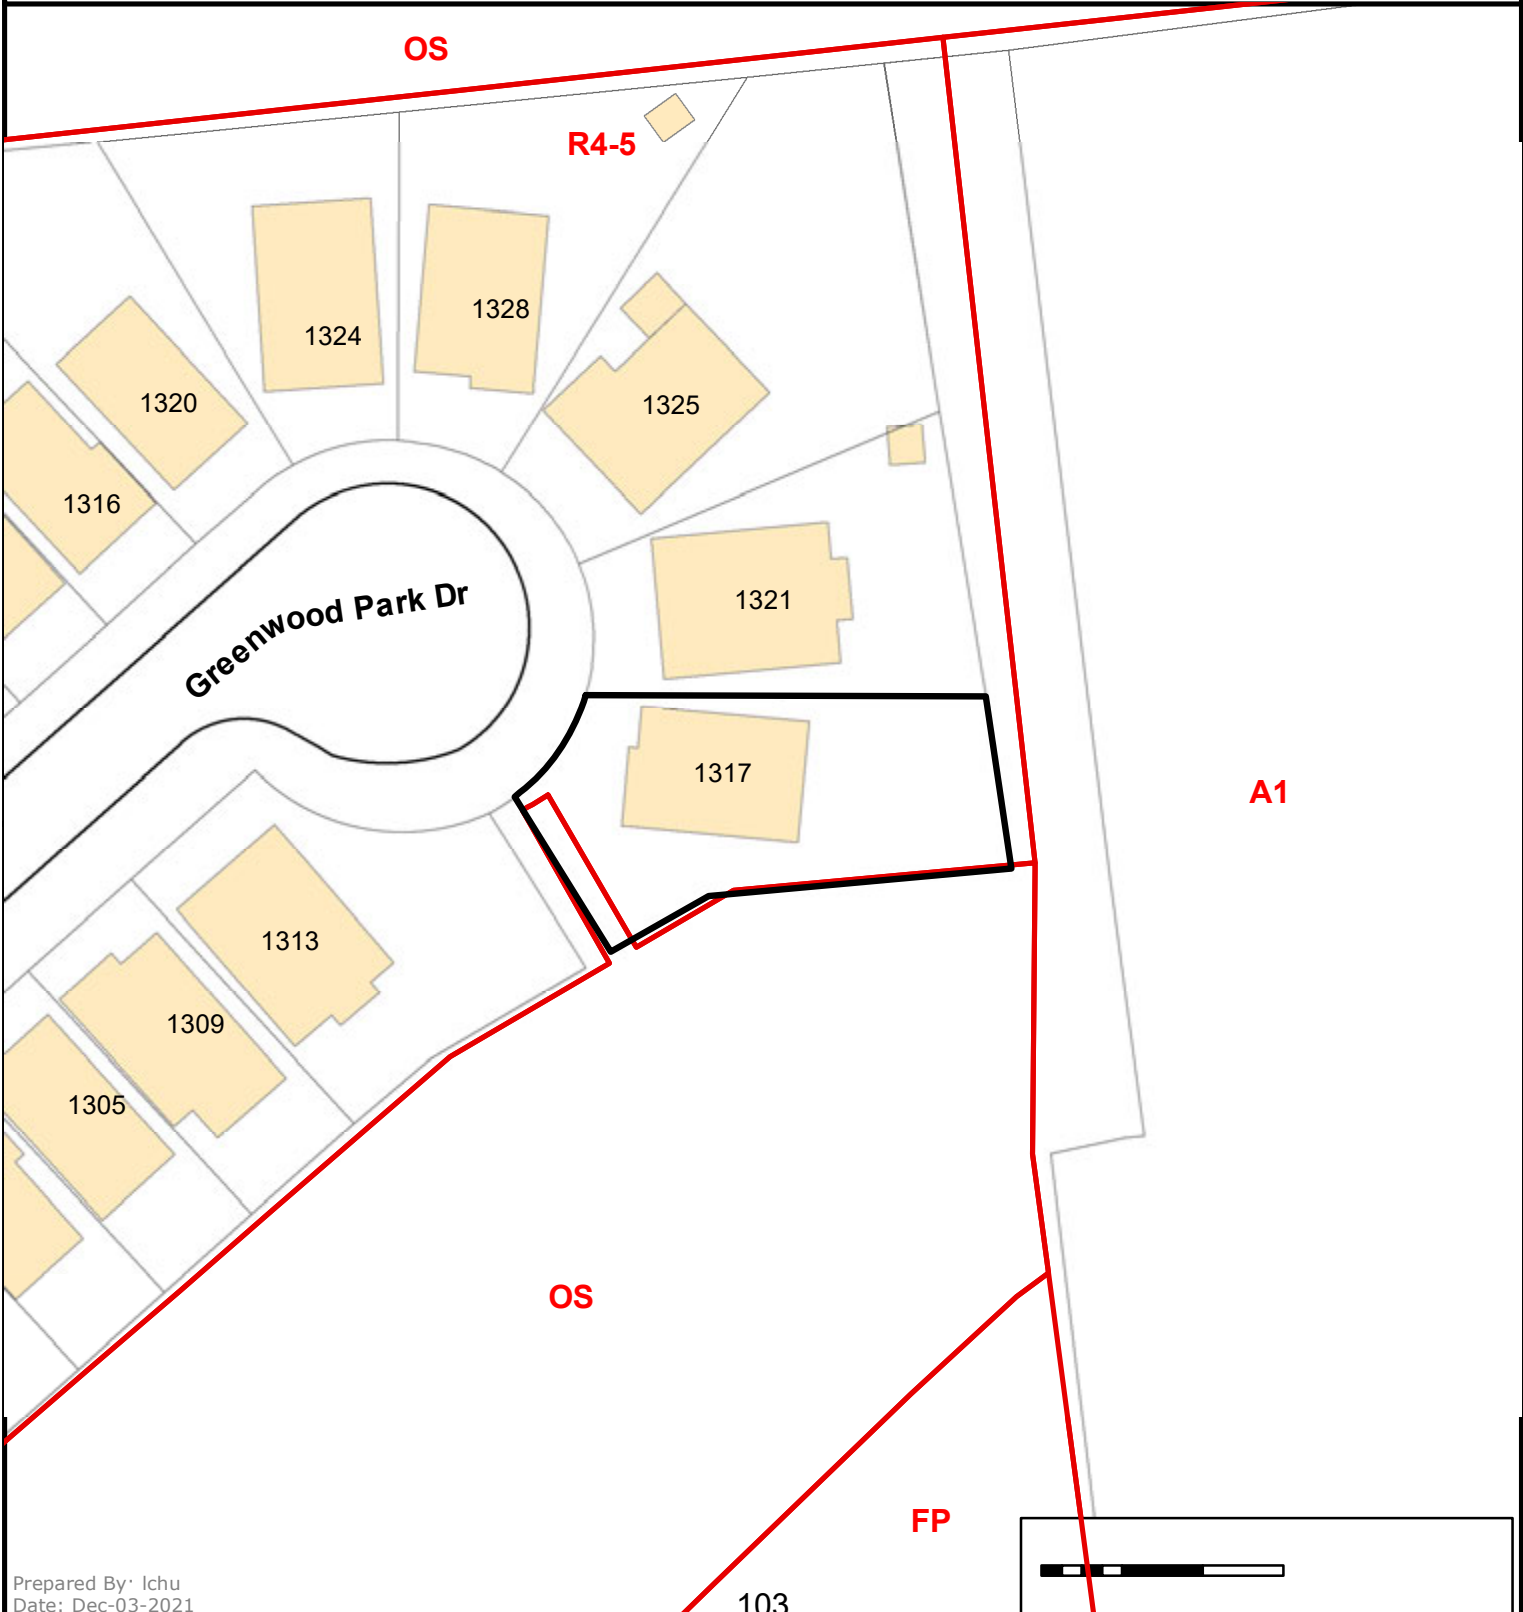 OS
R4-5
1328
1324
1320
1325
1316
Greenwood Park Dr
1321
1317
A1
1313
1309
1305
OS
FP
Prepared By: lchu
Date: Dec-03-2021
103